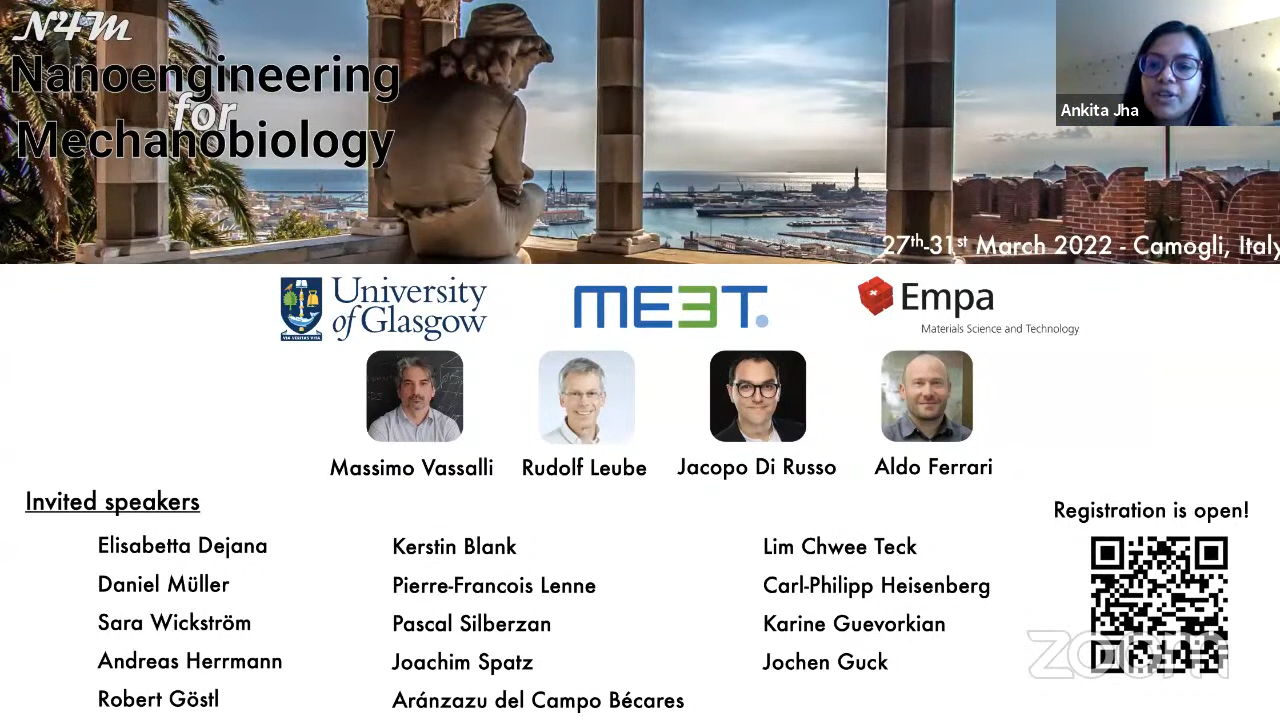 N4M
Nanoengineering
for
Mechanobiology
Ankita Jha
27th-31st March 2022 - Camogli, Italy
University
of Glasgow
VIA VERITAS VITA
MEET.
Empa
Materials Science and Technology
Massimo Vassalli
Rudolf Leube
Jacopo Di Russo
Aldo Ferrari
Invited speakers
Registration is open!
Elisabetta Dejana
Daniel Müller
Sara Wickström
Andreas Herrmann
Robert Göstl
Kerstin Blank
Pierre-Francois Lenne
Pascal Silberzan
Joachim Spatz
Aránzazu del Campo Bécares
Lim Chwee Teck
Carl-Philipp Heisenberg
Karine Guevorkian
Jochen Guck
zoom